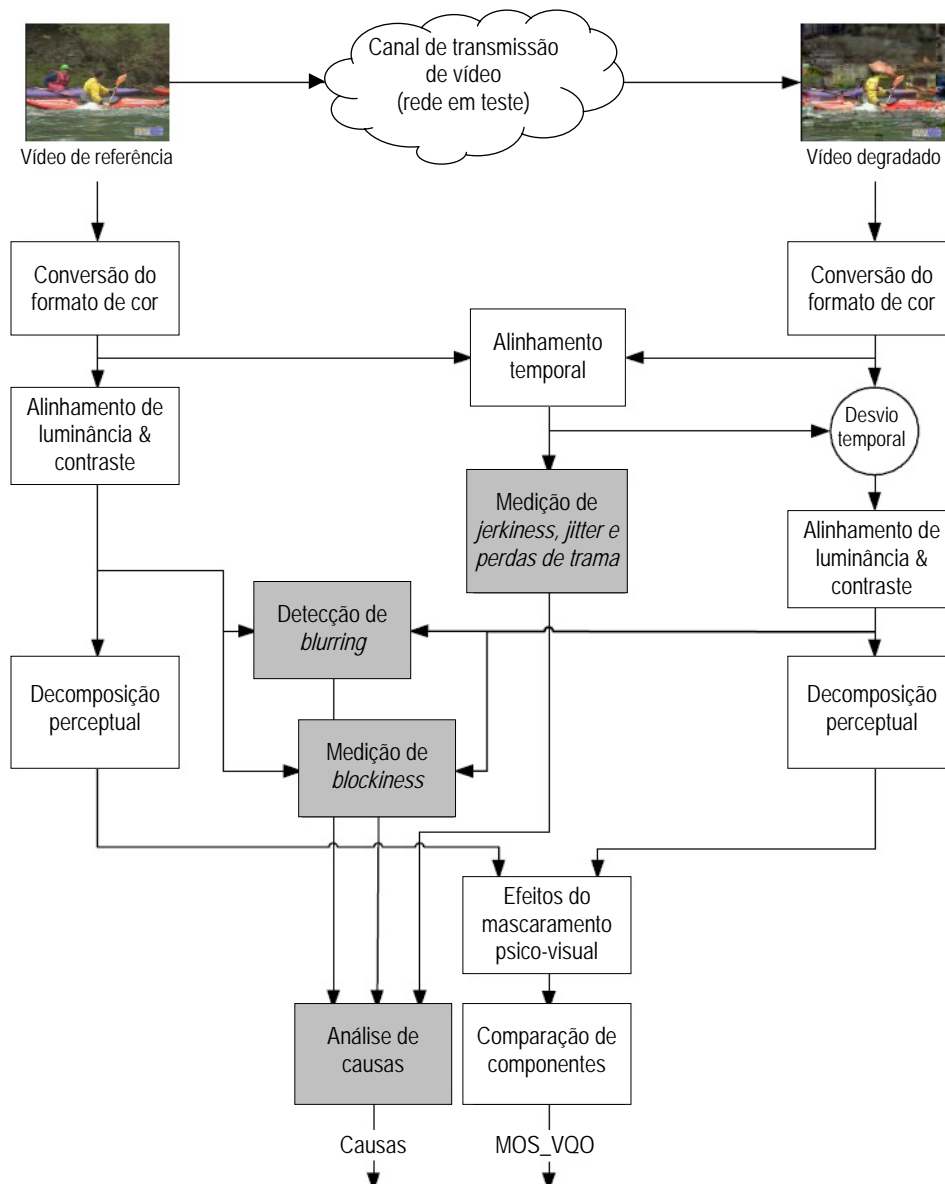 Canal de transmissão
de vídeo
(rede em teste)
Vídeo de referência
Vídeo degradado
Conversão do
formato de cor
Conversão do
formato de cor
Alinhamento
temporal
Alinhamento de
luminância &
contraste
Desvio
temporal
Medição de
jerkiness, jitter e
perdas de trama
Alinhamento de
luminância &
contraste
Detecção de
blurring
Decomposição
perceptual
Decomposição
perceptual
Medição de
blockiness
Efeitos do
mascaramento
psico-visual
Análise de
causas
Comparação de
componentes
Causas
MOS_VQO